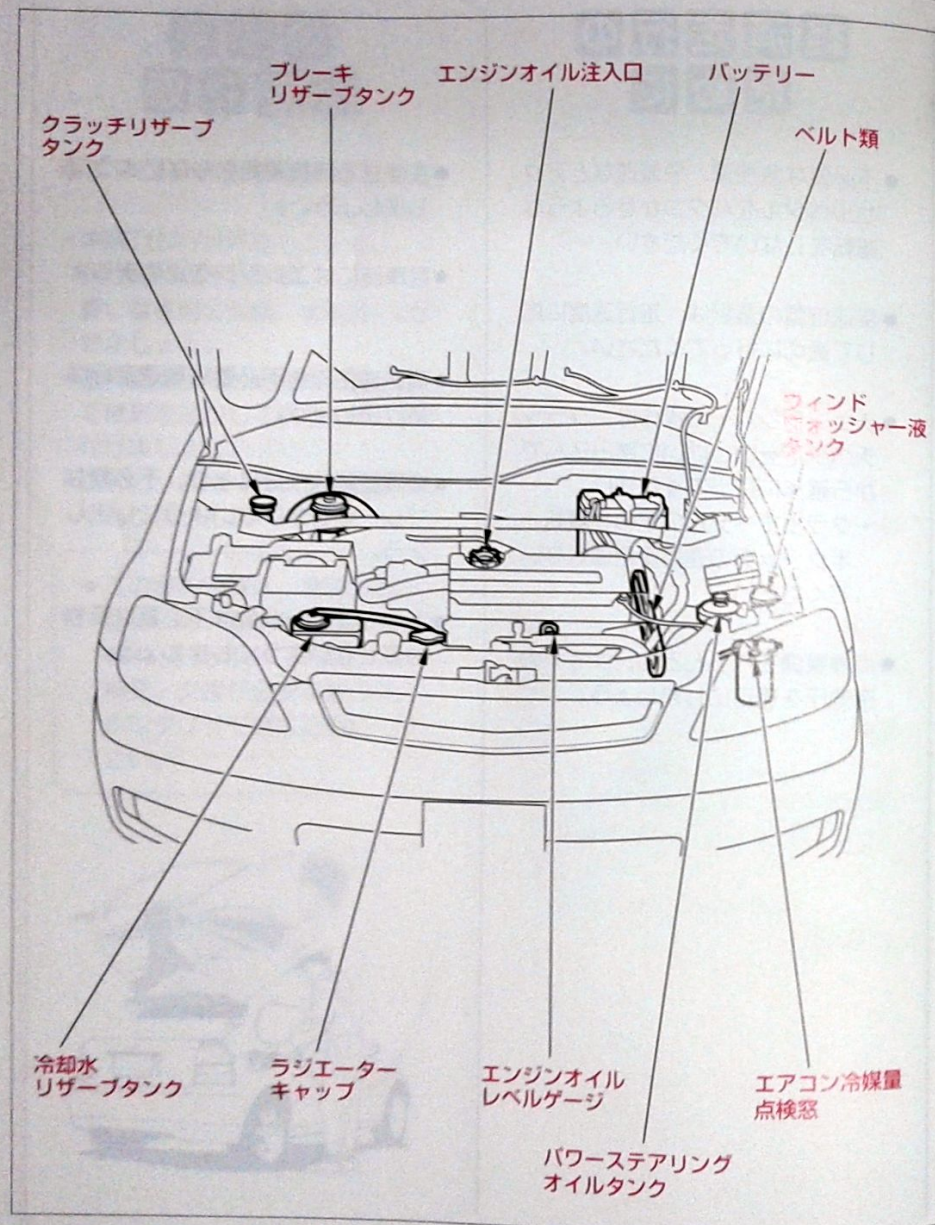 ブレーキ
リザーブタンク
エンジンオイル注入口
バッテリー
クラッチリザーブ
タンク
ベルト類
ウィンド
ウォッシャー液
タンク
冷却水
リザーブタンク
ラジエーター
キャップ
エンジンオイル
レベルゲージ
エアコン冷媒量
点検窓
パワーステアリング
オイルタンク